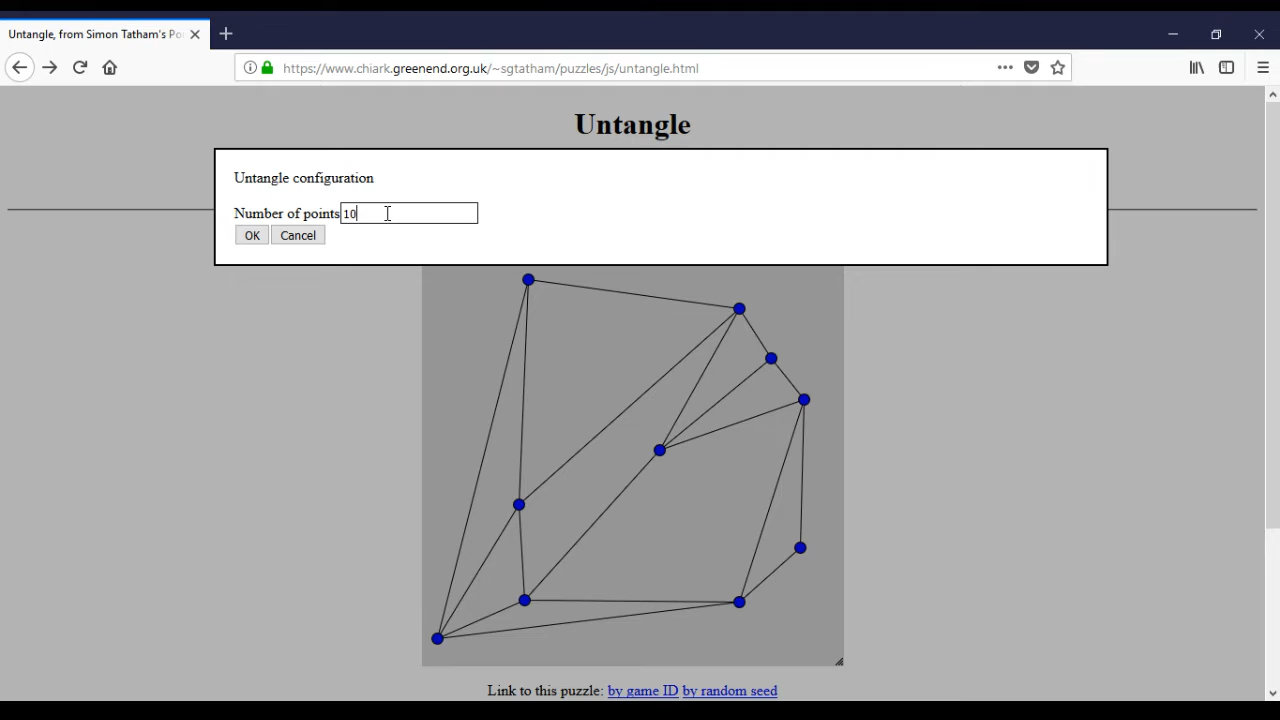 Untangle, from Simon Tatham's Po
https://www.chiark.greenend.org.uk/~sgtatham/puzzles/js/untangle.html
Untangle
Untangle configuration
Number of points 10
OK Cancel
Link to this puzzle: by game ID by random seed